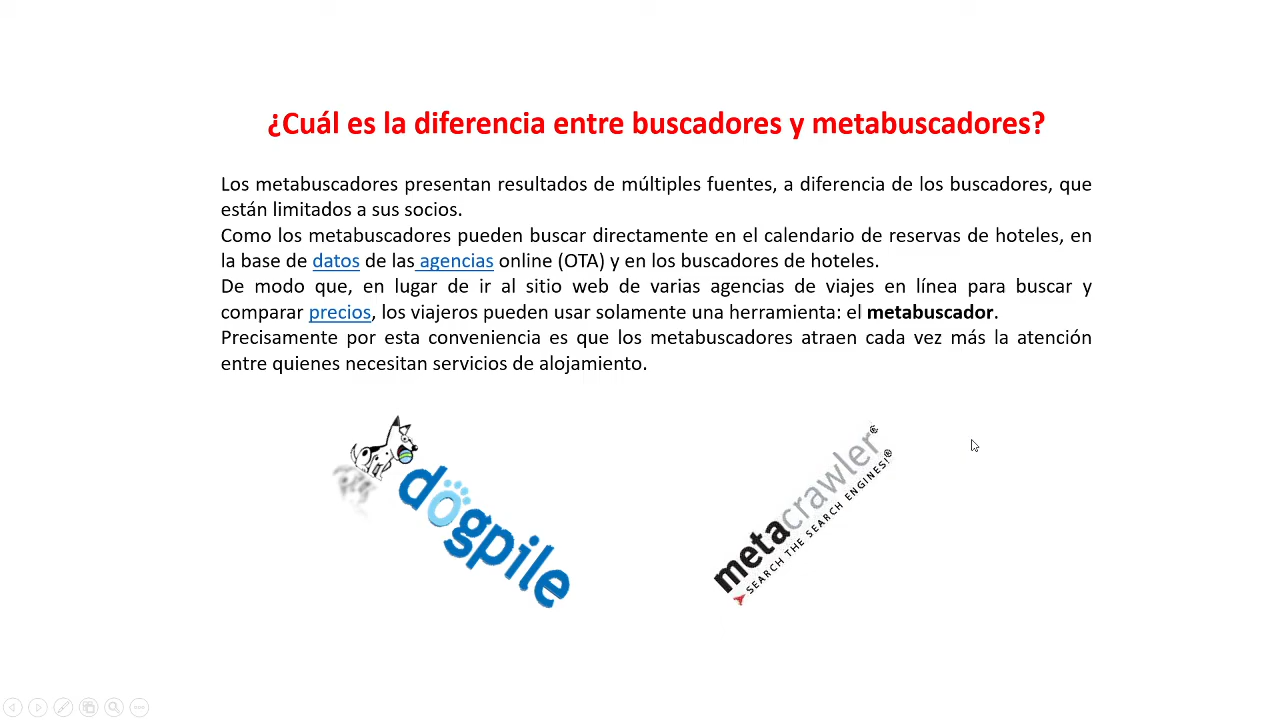 ¿Cuál es la diferencia entre buscadores y metabuscadores?
Los metabuscadores presentan resultados de múltiples fuentes, a diferencia de los buscadores, que
están limitados a sus socios.
Como los metabuscadores pueden buscar directamente en el calendario de reservas de hoteles, en
la base de datos de las agencias online (OTA) y en los buscadores de hoteles.
De modo que, en lugar de ir al sitio web de varias agencias de viajes en línea para buscar y
comparar precios, los viajeros pueden usar solamente una herramienta: el metabuscador.
Precisamente por esta conveniencia es que los metabuscadores atraen cada vez más la atención
entre quienes necesitan servicios de alojamiento.
dogpile
metacrawler®
SEARCH THE SEARCH ENGINES!®